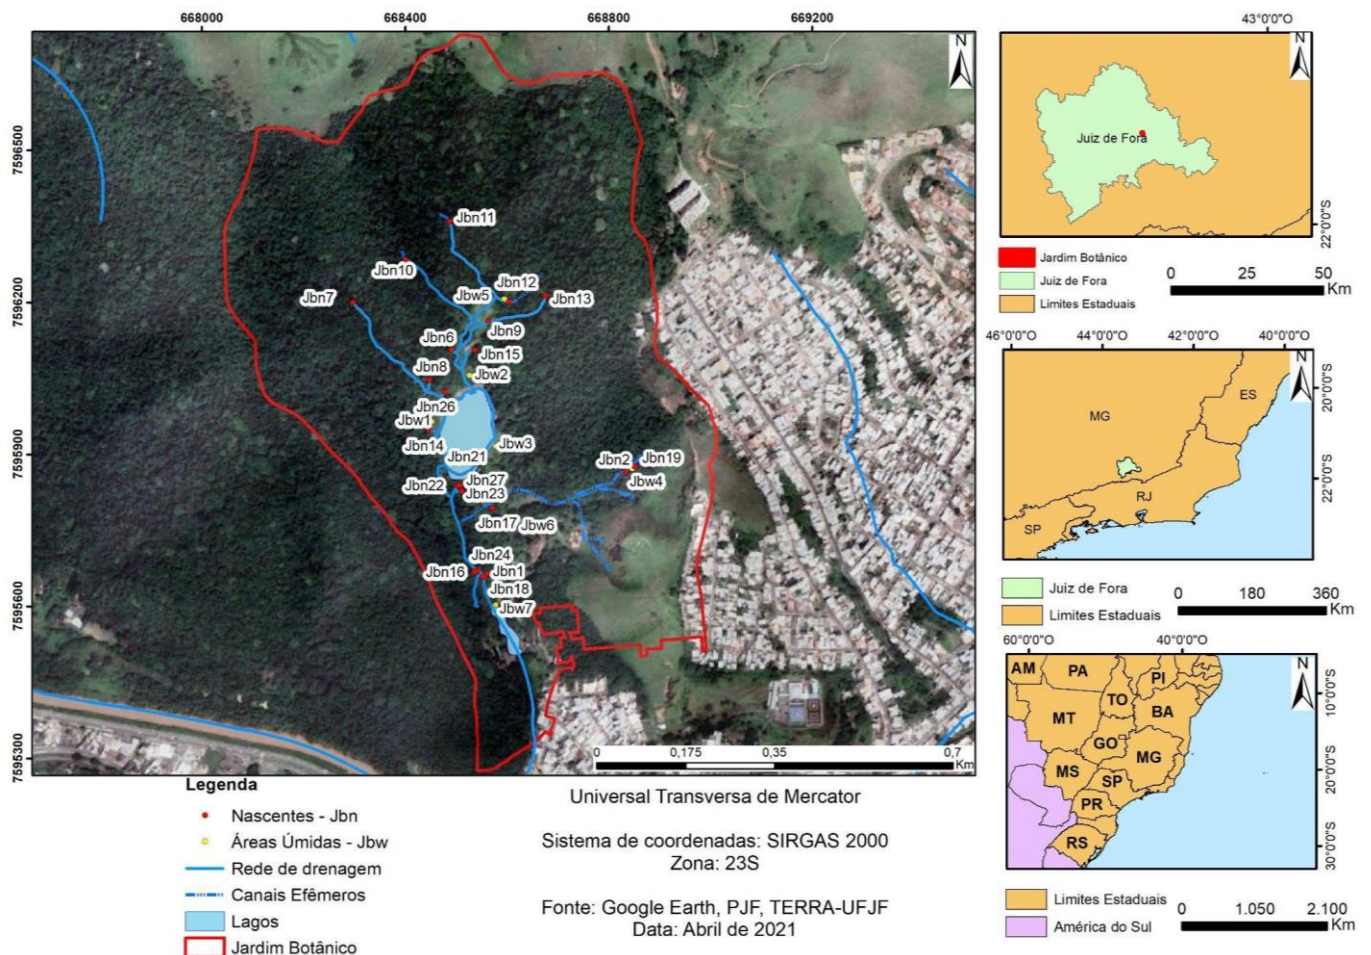 668000
668400
668800
669200
7596500
7596200
7595900
7595600
7595300
N
Jbn11
Jbn10
Jbn12
Jbw5
Jbn13
Jbn7
Jbn9
Jbn6
Jbn15
Jbn8
Jbw2
Jbn26
Jbw1
Jbn14
Jbw3
Jbn21
Jbn2
Jbn19
Jbn22
Jbn27
Jbw4
Jbn23
Jbn17
Jbw6
Jbn24
Jbn16
Jbn1
Jbn18
Jbw7
0
0,175
0,35
0,7
Km
Legenda
Nascentes - Jbn
Áreas Úmidas - Jbw
Rede de drenagem
Canais Efêmeros
Lagos
Jardim Botânico
Universal Transversa de Mercator
Sistema de coordenadas: SIRGAS 2000
Zona: 23S
Fonte: Google Earth, PJF, TERRA-UFJF
Data: Abril de 2021
43°0'0"O
N
Juiz de Fora
22°0'0"S
Jardim Botânico
Juiz de Fora
Limites Estaduais
0 25 50
Km
46°0'0"O 44°0'0"O 42°0'0"O 40°0'0"O
N
ES
MG
RJ
SP
20°0'0"S
22°0'0"S
Juiz de Fora
Limites Estaduais
0 180 360
Km
60°0'0"O 40°0'0"O
N
AM PA PI
TO
MT BA
GO
MG
MS SP
PR
RS
10°0'0"S
20°0'0"S
30°0'0"S
Limites Estaduais
América do Sul
0 1.050 2.100
Km